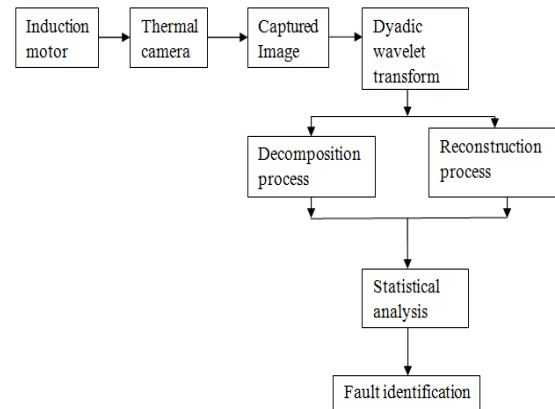 Induction
motor
Thermal
camera
Captured
Image
Dyadic
wavelet
transform
Decomposition
process
Reconstruction
process
Statistical
analysis
Fault identification